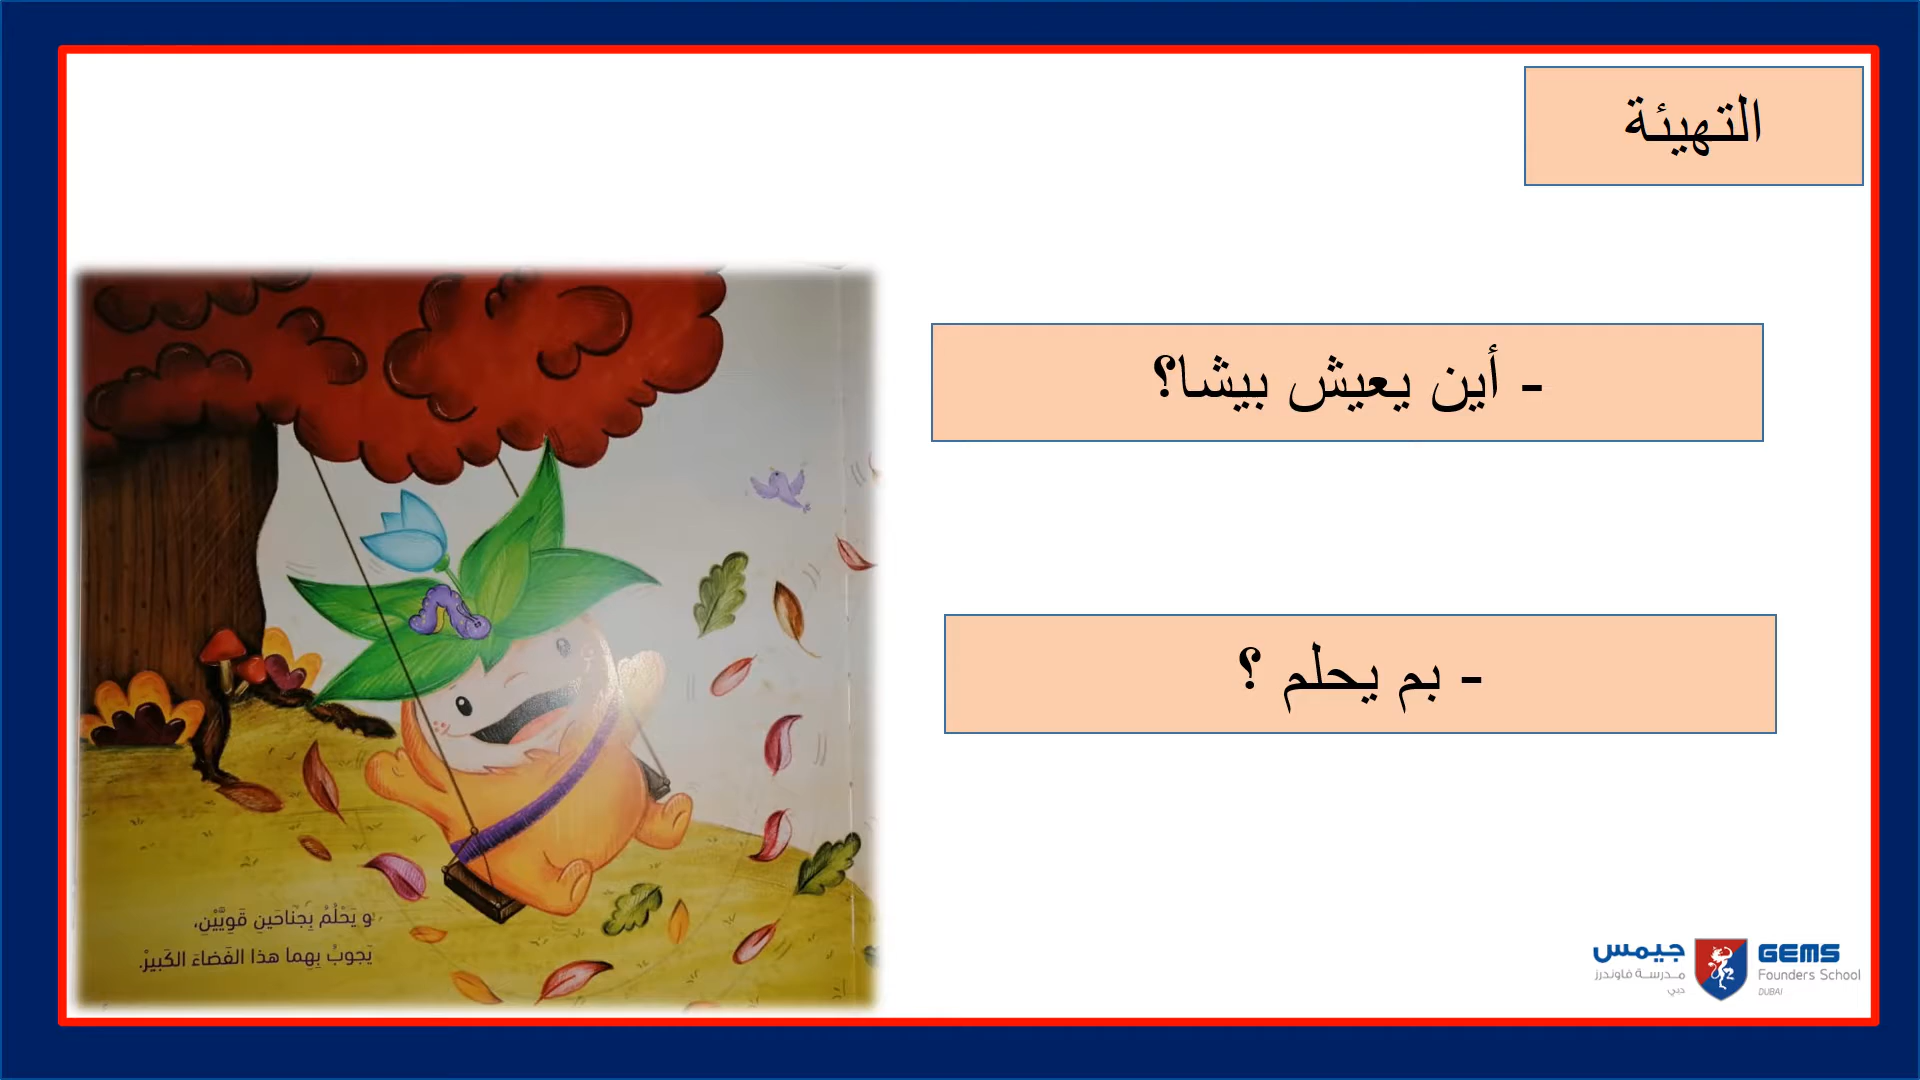 التهيئة
- أين يعيش بيشا؟
- بم يحلم ؟
و يَحْلُمُ بِجَناحَينِ قَوِيَّيْنِ،
يَجوبُ بِهِما هذا الفَضاءَ الكَبيرْ.
جيمس
مدرسة فاوندرز
دبي
GEMS
Founders School
DUBAI